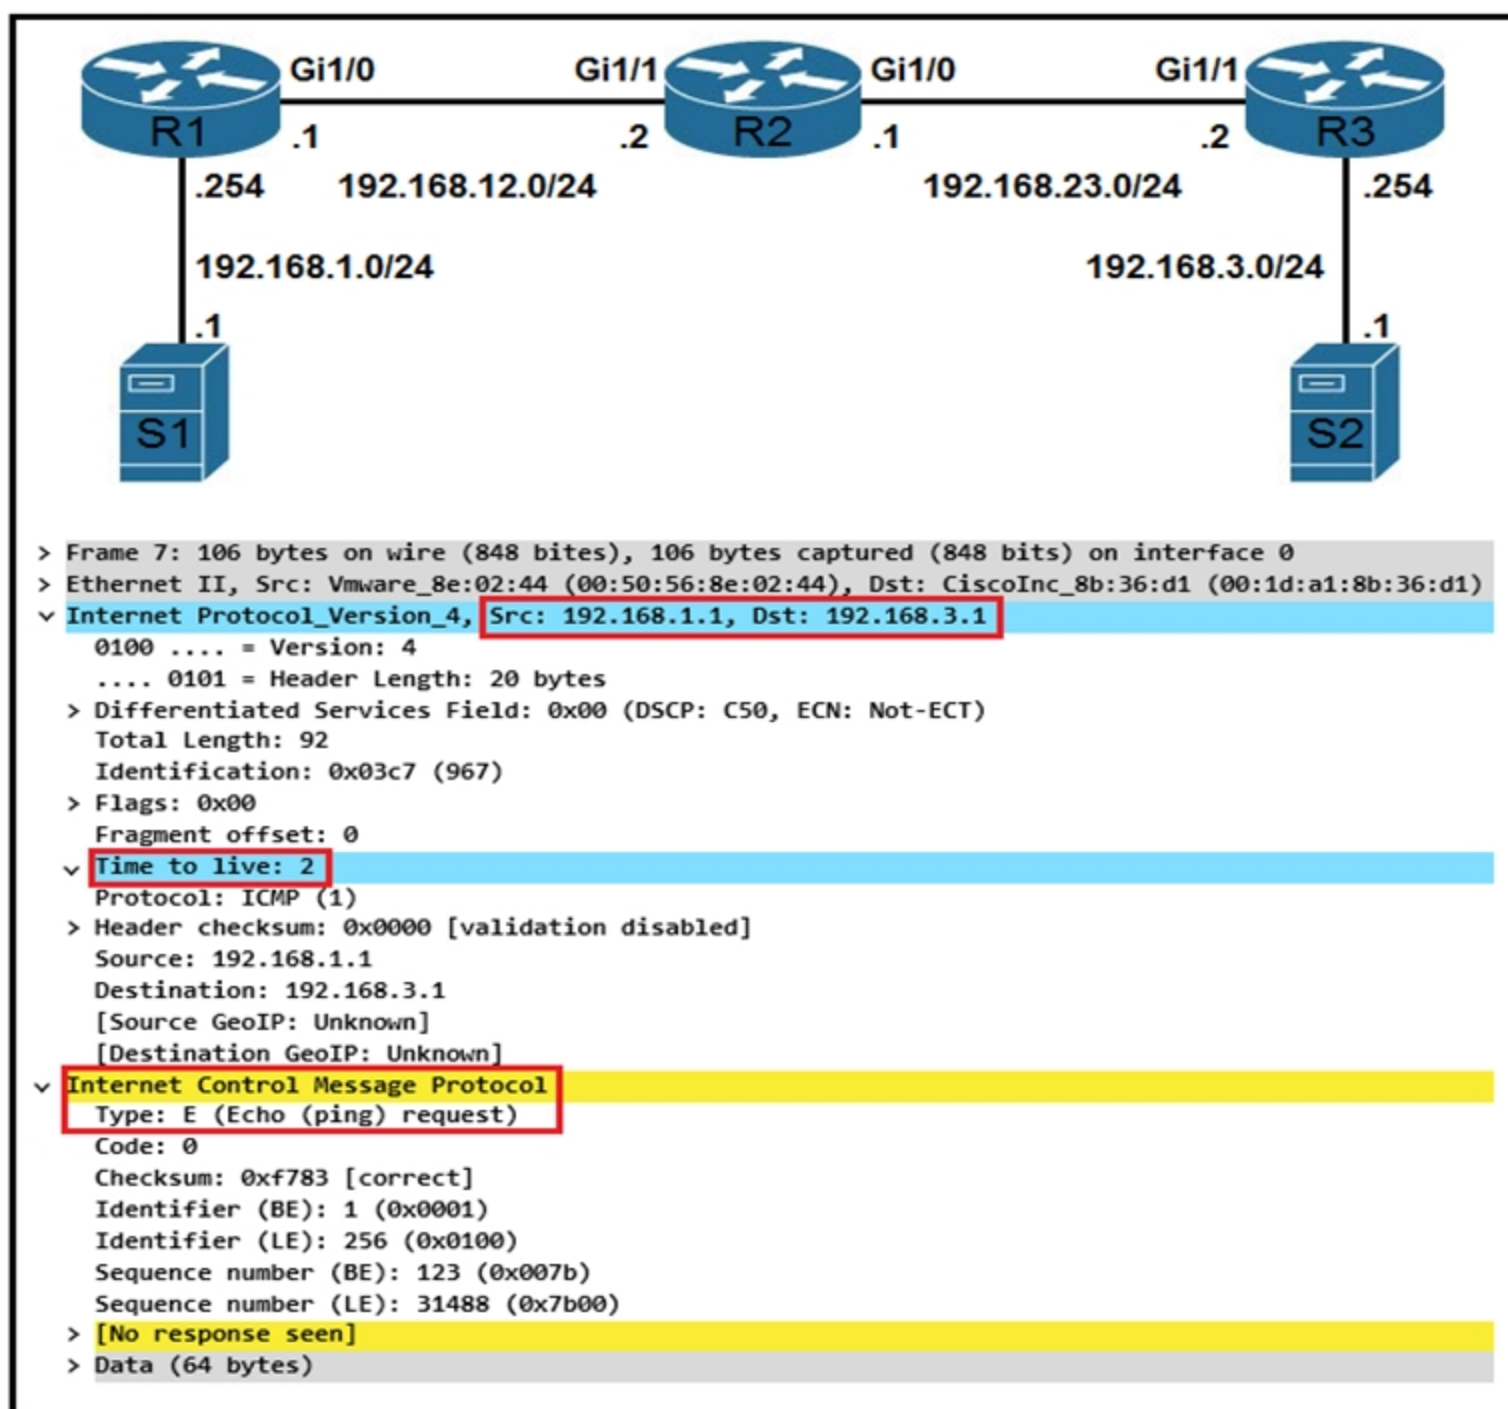 Gi1/0 Gi1/1 Gi1/0 Gi1/1
R1 R2 R3
.1 .2 .1 .2
.254 192.168.12.0/24 192.168.23.0/24 .254
192.168.1.0/24 192.168.3.0/24
.1 .1
S1 S2
> Frame 7: 106 bytes on wire (848 bites), 106 bytes captured (848 bits) on interface 0
> Ethernet II, Src: Vmware_8e:02:44 (00:50:56:8e:02:44), Dst: CiscoInc_8b:36:d1 (00:1d:a1:8b:36:d1)
Internet Protocol_Version_4, Src: 192.168.1.1, Dst: 192.168.3.1
0100 .... = Version: 4
.... 0101 = Header Length: 20 bytes
> Differentiated Services Field: 0x00 (DSCP: C50, ECN: Not-ECT)
Total Length: 92
Identification: 0x03c7 (967)
> Flags: 0x00
Fragment offset: 0
Time to live: 2
Protocol: ICMP (1)
> Header checksum: 0x0000 [validation disabled]
Source: 192.168.1.1
Destination: 192.168.3.1
[Source GeoIP: Unknown]
[Destination GeoIP: Unknown]
Internet Control Message Protocol
Type: E (Echo (ping) request)
Code: 0
Checksum: 0xf783 [correct]
Identifier (BE): 1 (0x0001)
Identifier (LE): 256 (0x0100)
Sequence number (BE): 123 (0x007b)
Sequence number (LE): 31488 (0x7b00)
> [No response seen]
> Data (64 bytes)